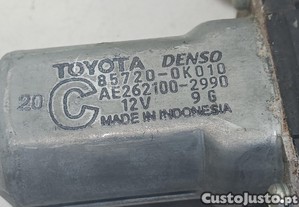 TOYOTA DENSO
85720-0K010
20 C AE262100-2990
12V 9G
MADE IN INDONESIA
CustoJusto.pt